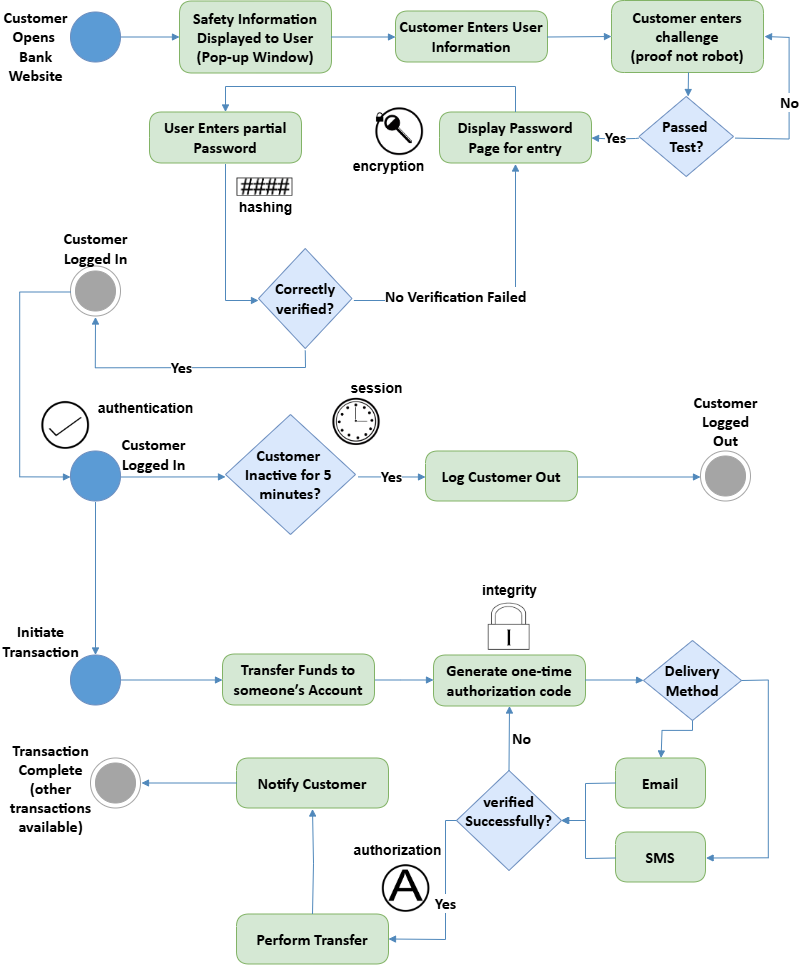 Customer
Opens
Bank
Website
Safety Information
Displayed to User
(Pop-up Window)
Customer Enters User
Information
Customer enters
challenge
(proof not robot)
No
User Enters partial
Password
encryption
Display Password
Page for entry
Yes
Passed
Test?
####
hashing
Customer
Logged In
Correctly
verified?
No Verification Failed
Yes
authentication
Customer
Logged In
session
Customer
Inactive for 5
minutes?
Yes
Log Customer Out
Customer
Logged
Out
integrity
I
Initiate
Transaction
Transfer Funds to
someone's Account
Generate one-time
authorization code
Delivery
Method
No
Transaction
Complete
(other
transactions
available)
Notify Customer
verified
Successfully?
Email
SMS
authorization
A
Yes
Perform Transfer